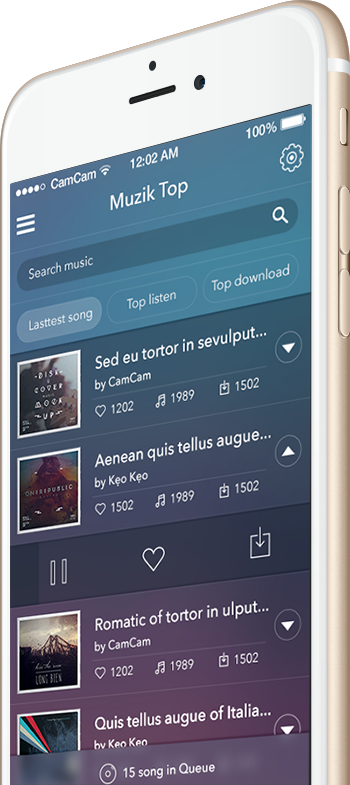 CamCam 12:02 AM 100%
Muzik Top
Search music
Lasttest song Top listen Top download
-DISK-
& COVER
MOCK
-UP-
Sed eu tortor in sevulput...
by CamCam
1202 1989 1502
ONEREPUBLIC
Aenean quis tellus augue...
by Kẹo Kẹo
1502 1989 1502
LONG BIEN
Romatic of tortor in ulput...
by CamCam
1202 1989 1502
Quis tellus augue of Italia...
by Kẹo Kẹo
15 song in Queue